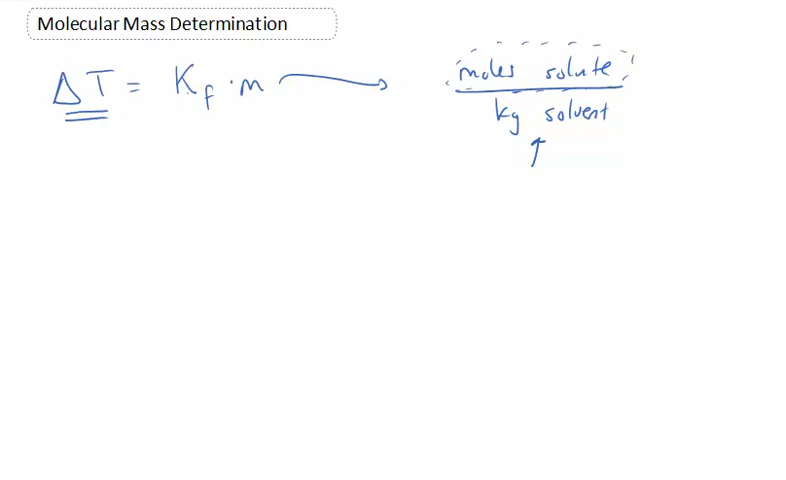 Molecular Mass Determination
ΔT = Kf · m → moles solute
kg solvent